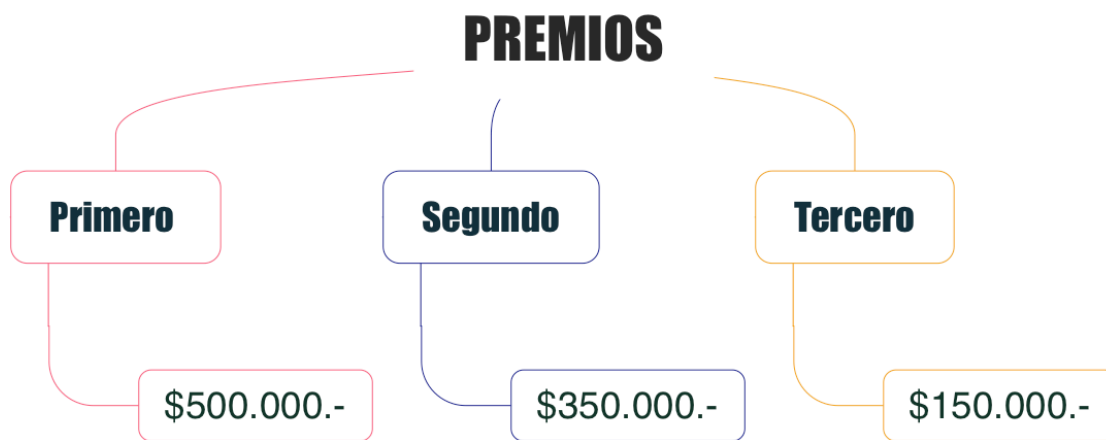 PREMIOS
Primero
Segundo
Tercero
$500.000.-
$350.000.-
$150.000.-